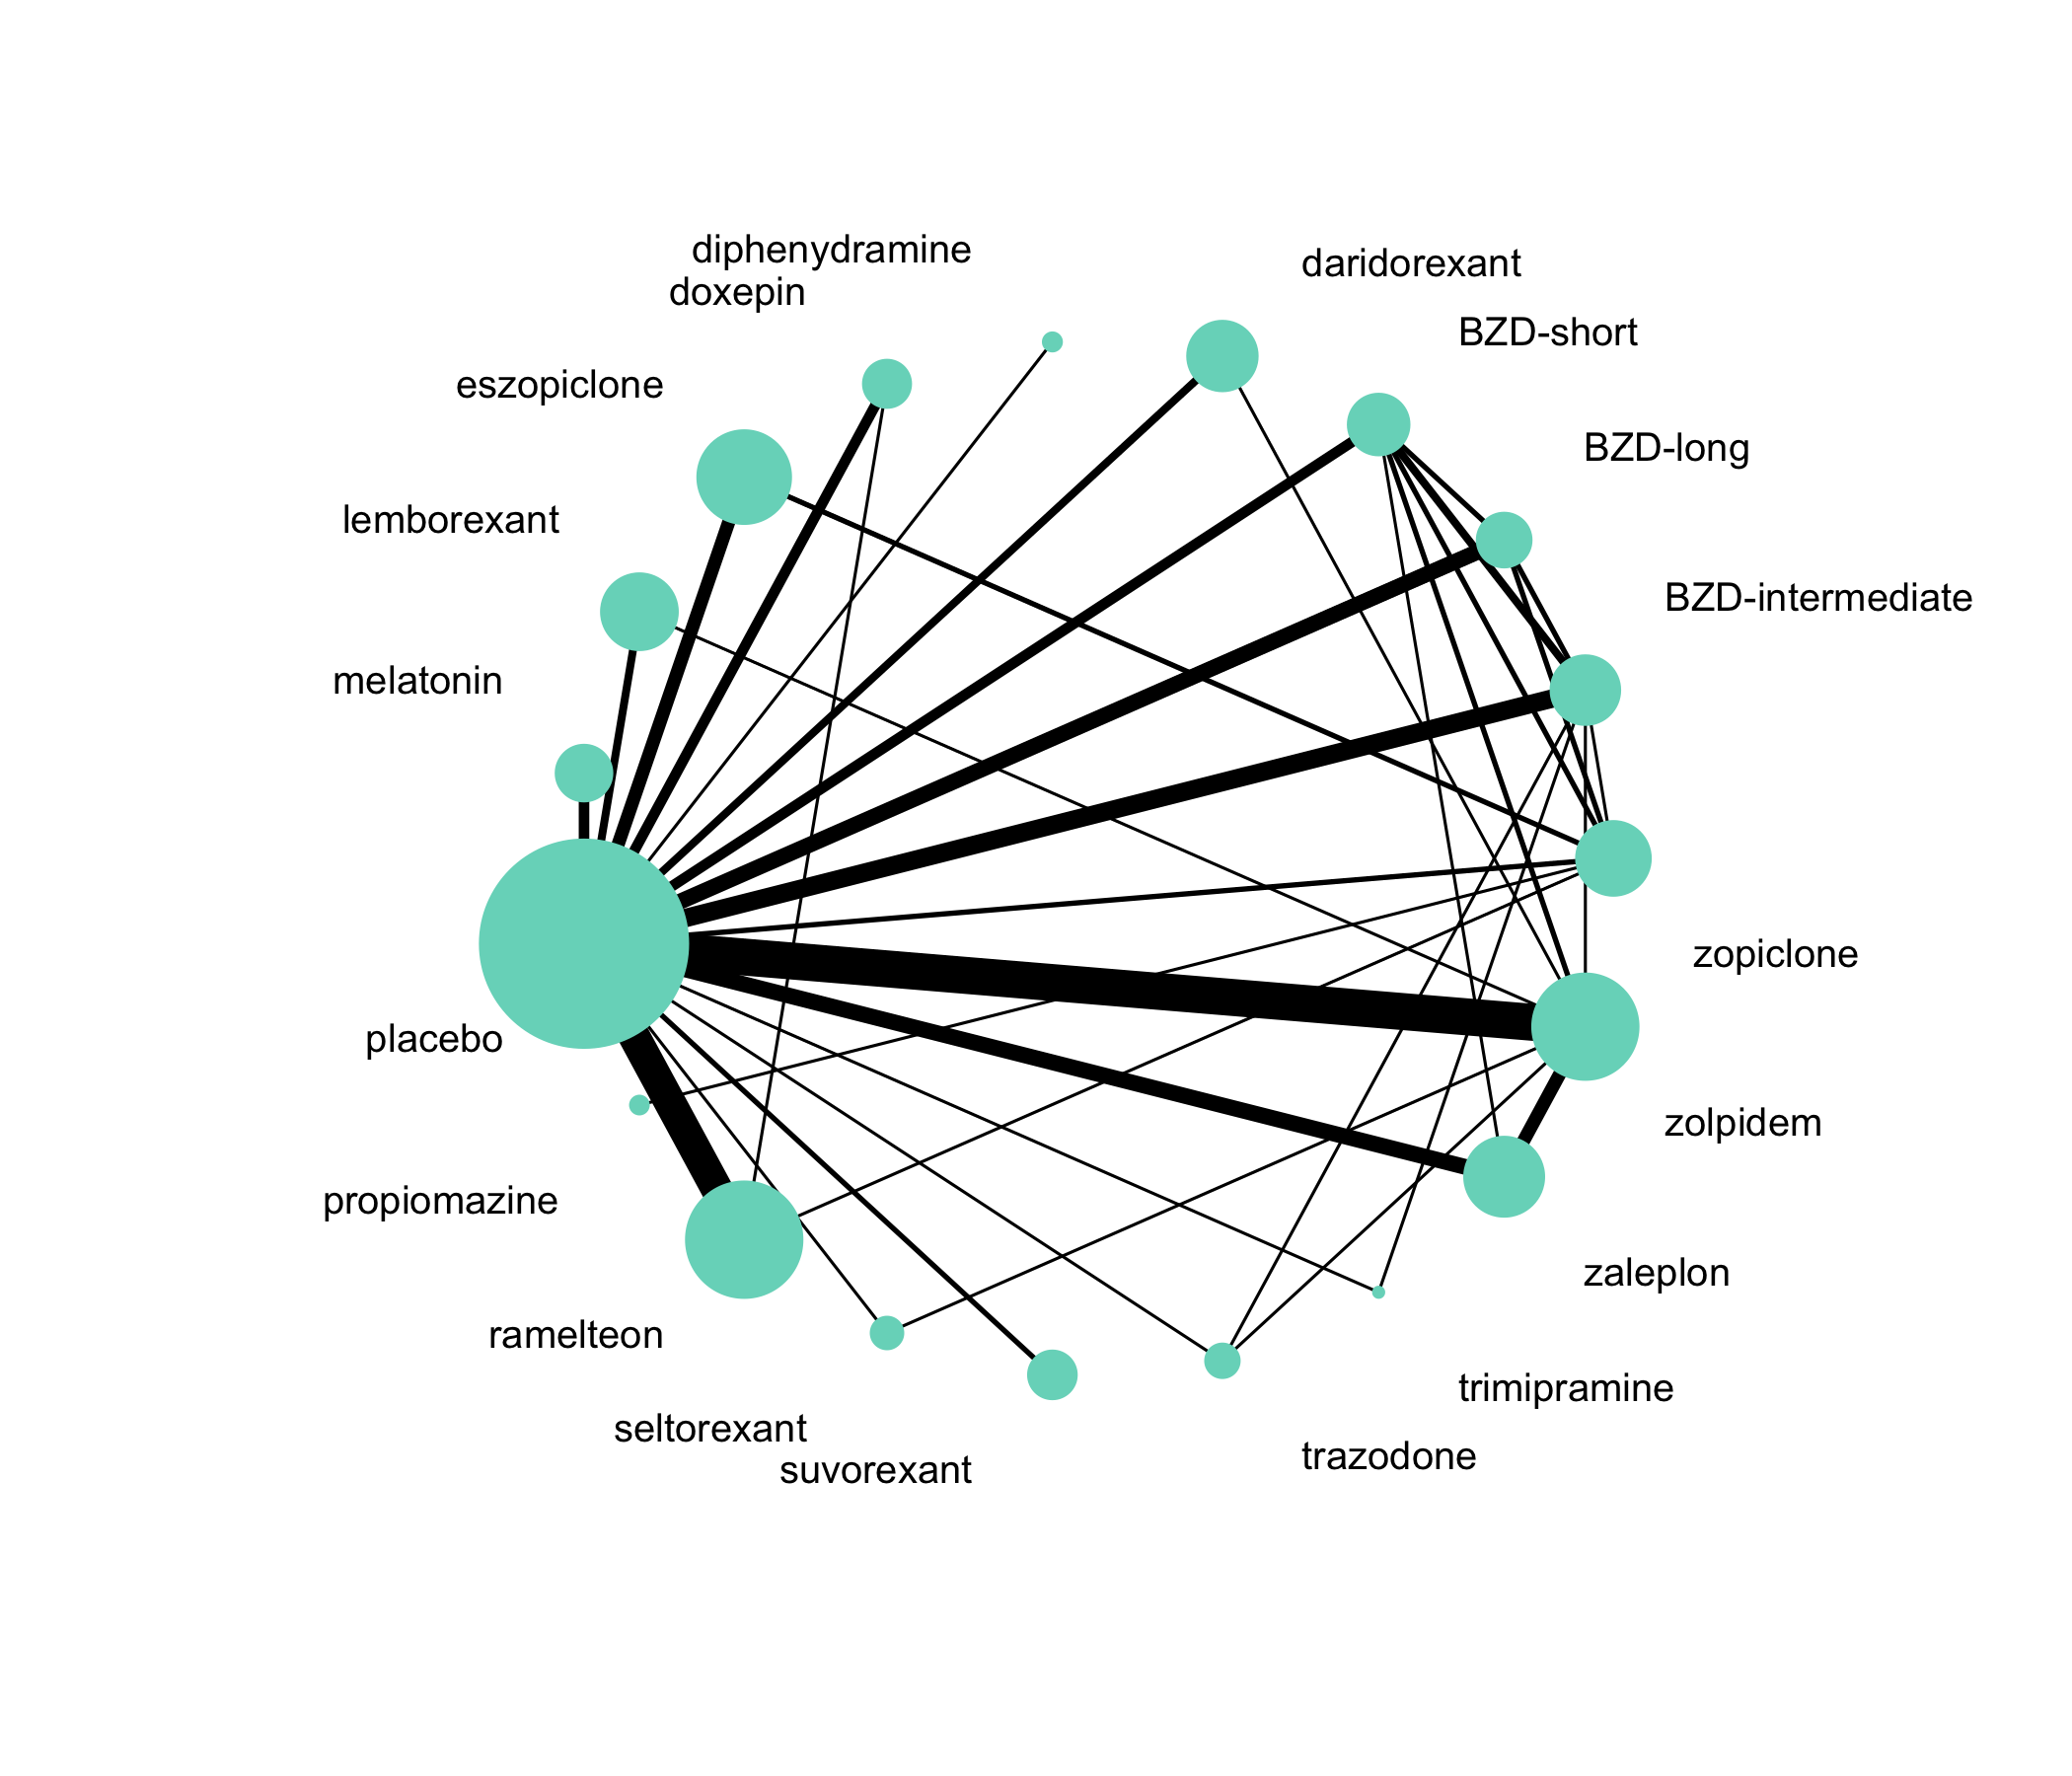 diphenydramine
daridorexant
doxepin
BZD-short
eszopiclone
BZD-long
lemborexant
BZD-intermediate
melatonin
zopiclone
placebo
zolpidem
propiomazine
zaleplon
ramelteon
trimipramine
seltorexant
trazodone
suvorexant